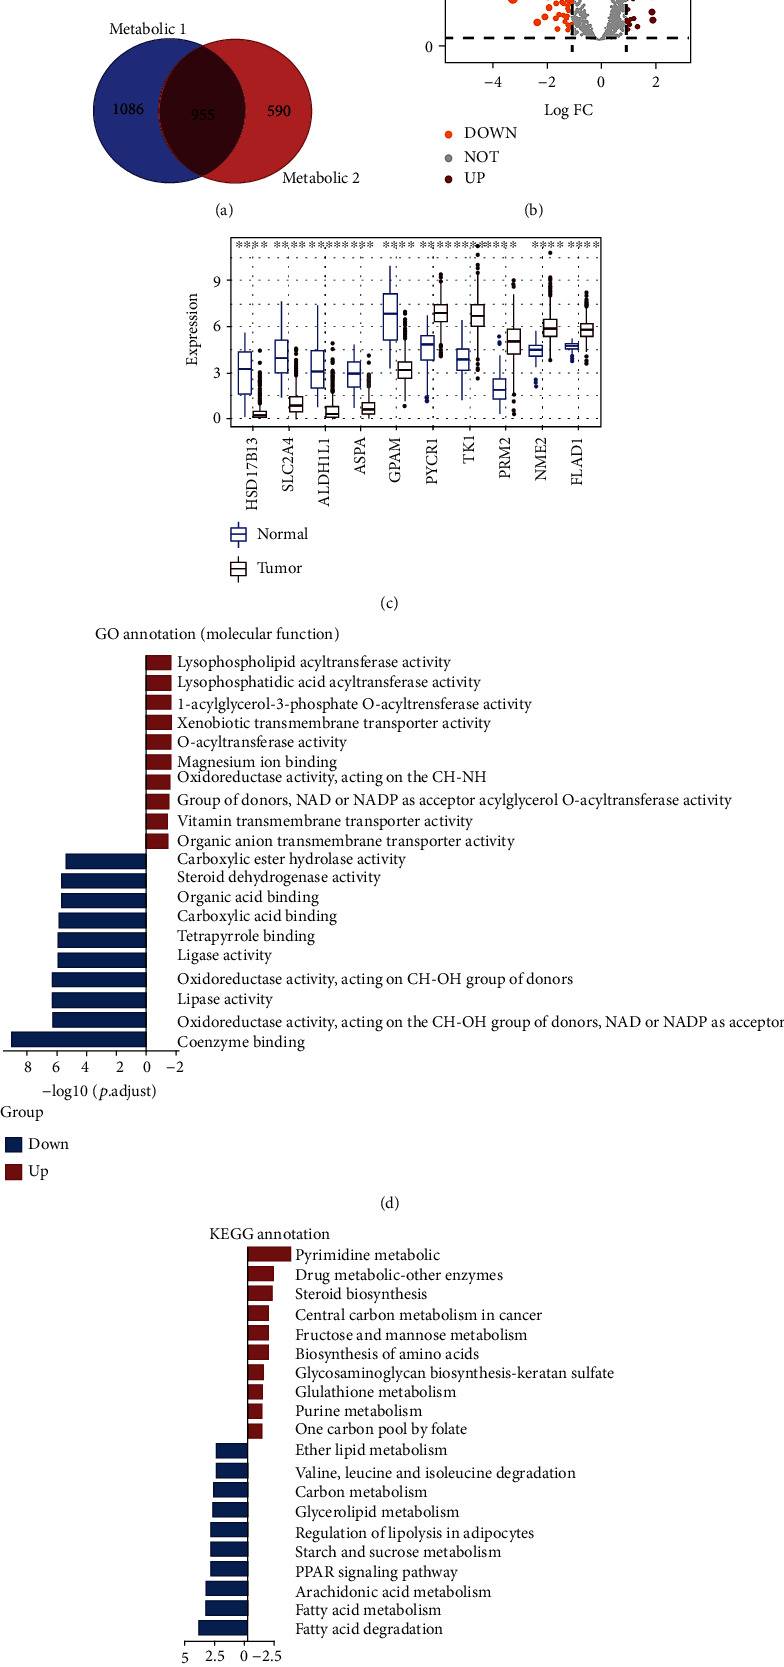 Metabolic 1
1086
955
590
Metabolic 2
(a)
0
−4
−2
0
2
Log FC
DOWN
NOT
UP
(b)
**** **** **** **** **** **** **** **** **** ****
9
6
3
0
Expression
HSD17B13
SLC2A4
ALDH1L1
ASPA
GPAM
PYCR1
TK1
PRM2
NME2
FLAD1
Normal
Tumor
(c)
GO annotation (molecular function)
Lysophospholipid acyltransferase activity
Lysophosphatidic acid acyltransferase activity
1-acylglycerol-3-phosphate O-acyltrensferase activity
Xenobiotic transmembrane transporter activity
O-acyltransferase activity
Magnesium ion binding
Oxidoreductase activity, acting on the CH-NH
Group of donors, NAD or NADP as acceptor acylglycerol O-acyltransferase activity
Vitamin transmembrane transporter activity
Organic anion transmembrane transporter activity
Carboxylic ester hydrolase activity
Steroid dehydrogenase activity
Organic acid binding
Carboxylic acid binding
Tetrapyrrole binding
Ligase activity
Oxidoreductase activity, acting on CH-OH group of donors
Lipase activity
Oxidoreductase activity, acting on the CH-OH group of donors, NAD or NADP as acceptor
Coenzyme binding
8 6 4 2 0 −2
−log10 (p.adjust)
Group
Down
Up
(d)
KEGG annotation
Pyrimidine metabolic
Drug metabolic-other enzymes
Steroid biosynthesis
Central carbon metabolism in cancer
Fructose and mannose metabolism
Biosynthesis of amino acids
Glycosaminoglycan biosynthesis-keratan sulfate
Glulathione metabolism
Purine metabolism
One carbon pool by folate
Ether lipid metabolism
Valine, leucine and isoleucine degradation
Carbon metabolism
Glycerolipid metabolism
Regulation of lipolysis in adipocytes
Starch and sucrose metabolism
PPAR signaling pathway
Arachidonic acid metabolism
Fatty acid metabolism
Fatty acid degradation
5 2.5 0 −2.5